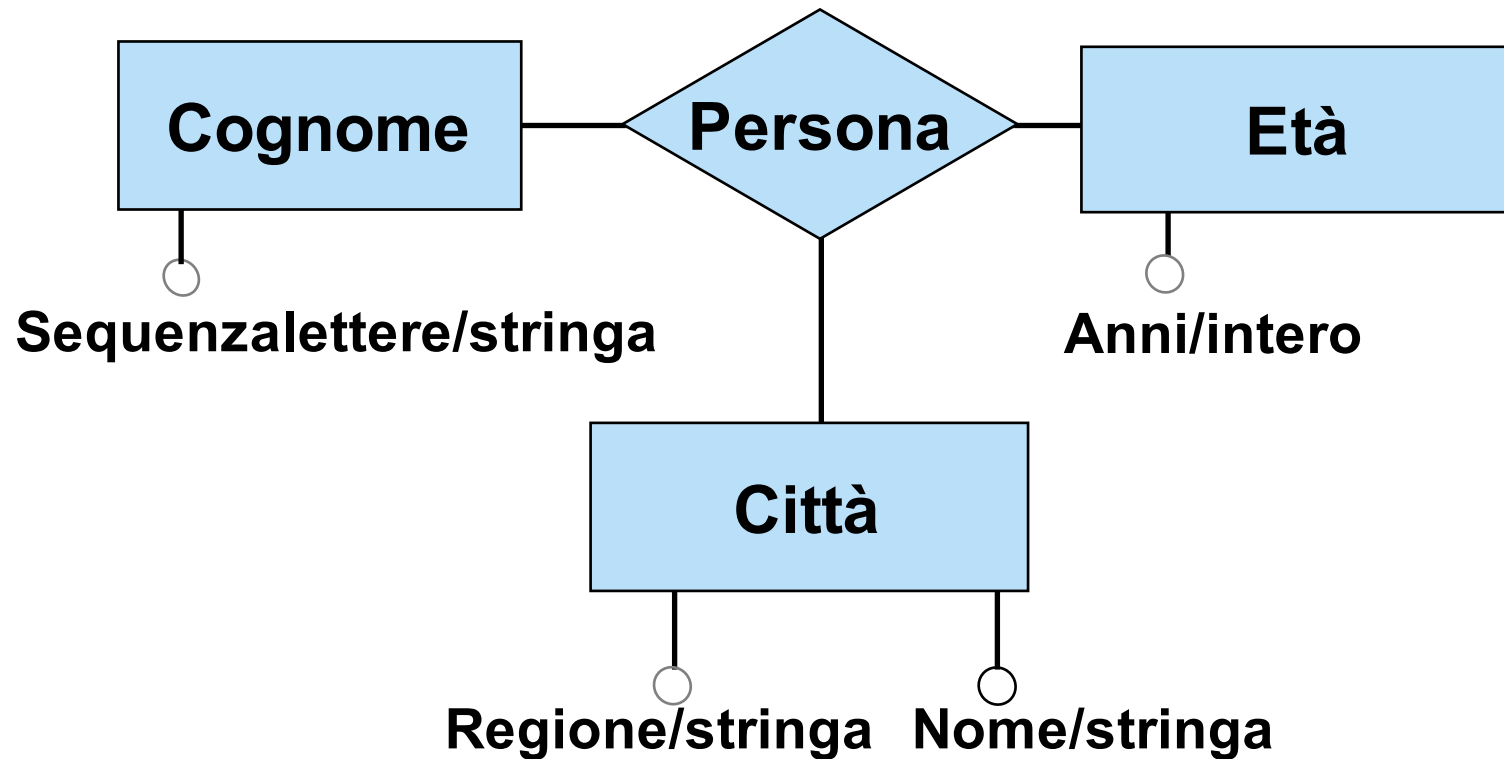 Cognome
Persona
Età
Sequenzalettere/stringa
Anni/intero
Città
Regione/stringa
Nome/stringa